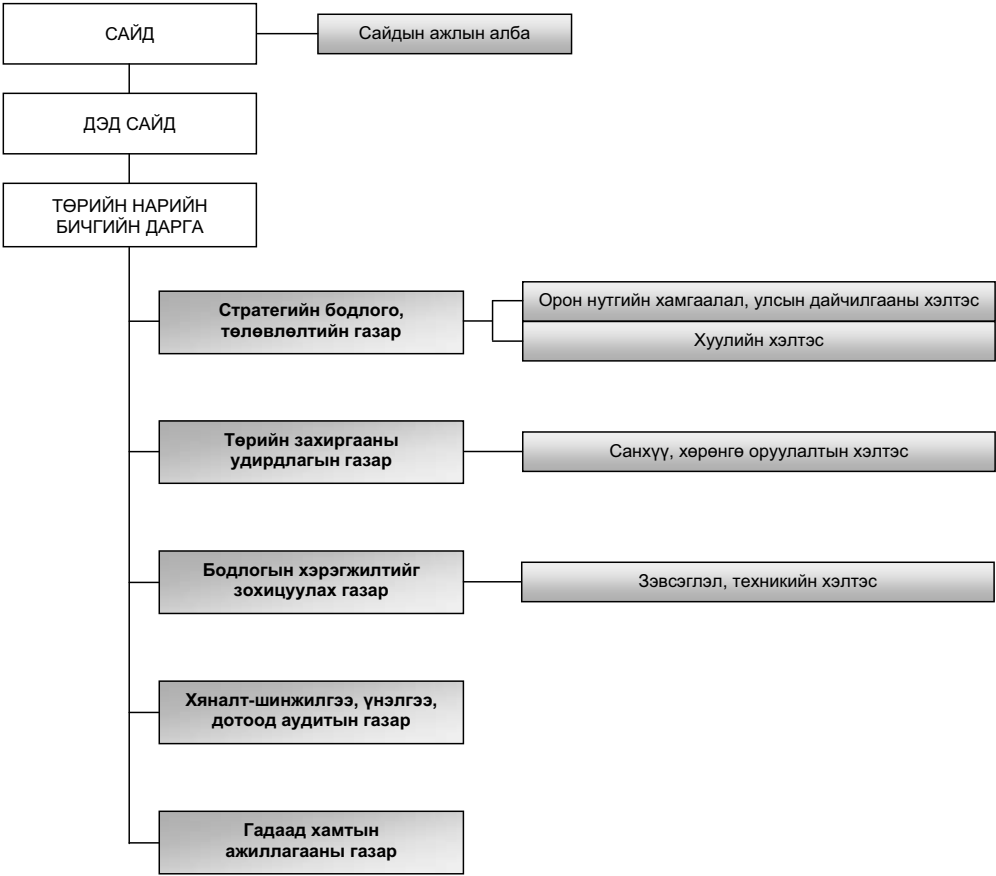 САЙД
Сайдын ажлын алба
ДЭД САЙД
ТӨРИЙН НАРИЙН
БИЧГИЙН ДАРГА
Стратегийн бодлого,
төлөвлөлтийн газар
Орон нутгийн хамгаалал, улсын дайчилгааны хэлтэс
Хуулийн хэлтэс
Төрийн захиргааны
удирдлагын газар
Санхүү, хөрөнгө оруулалтын хэлтэс
Бодлогын хэрэгжилтийг
зохицуулах газар
Зэвсэглэл, техникийн хэлтэс
Хяналт-шинжилгээ, үнэлгээ,
дотоод аудитын газар
Гадаад хамтын
ажиллагааны газар